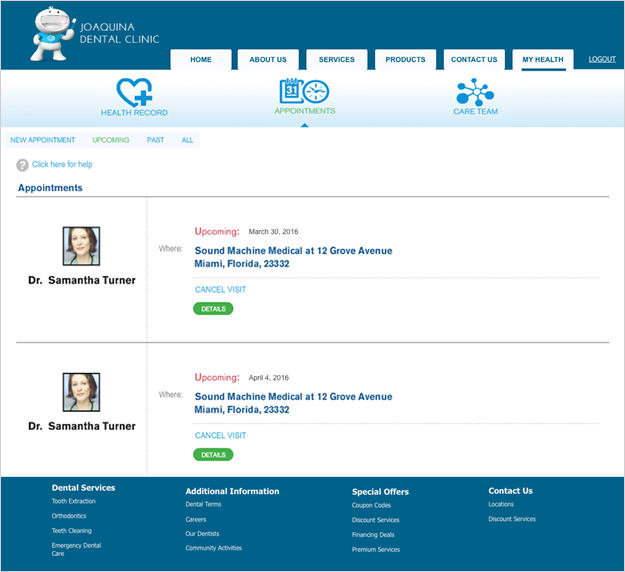 JOAQUINA
DENTAL CLINIC
HOME
ABOUT US
SERVICES
PRODUCTS
CONTACT US
MY HEALTH
LOGOUT
HEALTH RECORD
31
APPOINTMENTS
CARE TEAM
NEW APPOINTMENT
UPCOMING
PAST
ALL
? Click here for help
Appointments
Dr. Samantha Turner
Upcoming: March 30, 2016
Where: Sound Machine Medical at 12 Grove Avenue
Miami, Florida, 23332
CANCEL VISIT
DETAILS
Dr. Samantha Turner
Upcoming: April 4, 2016
Where: Sound Machine Medical at 12 Grove Avenue
Miami, Florida, 23332
CANCEL VISIT
DETAILS
Dental Services
Tooth Extraction
Orthodontics
Teeth Cleaning
Emergency Dental
Care
Additional Information
Dental Terms
Careers
Our Dentists
Community Activities
Special Offers
Coupon Codes
Discount Services
Financing Deals
Premium Services
Contact Us
Locations
Discount Services